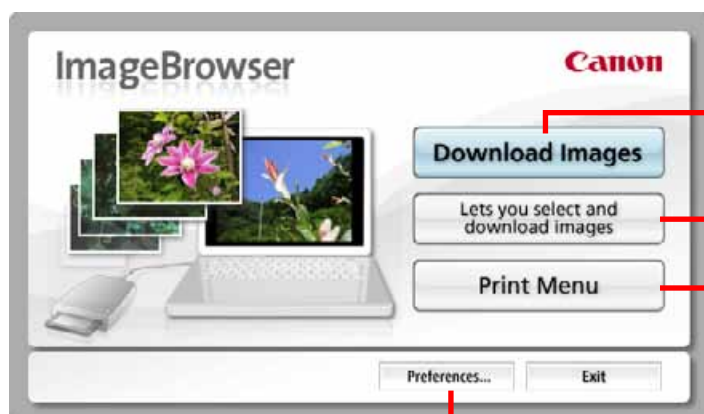 ImageBrowser
Canon
Download Images
Lets you select and
download images
Print Menu
Preferences...
Exit